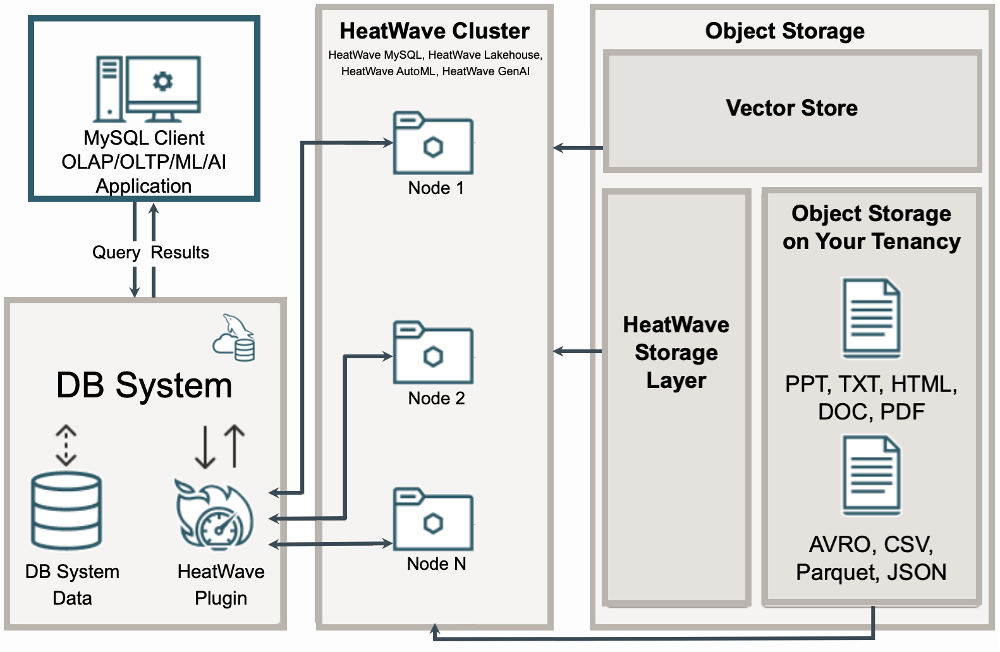 MySQL Client
OLAP/OLTP/ML/AI
Application
Query Results
DB System
DB System
Data
HeatWave
Plugin
HeatWave Cluster
HeatWave MySQL, HeatWave Lakehouse,
HeatWave AutoML, HeatWave GenAI
Node 1
Node 2
Node N
Object Storage
Vector Store
HeatWave
Storage
Layer
Object Storage
on Your Tenancy
PPT, TXT, HTML,
DOC, PDF
AVRO, CSV,
Parquet, JSON